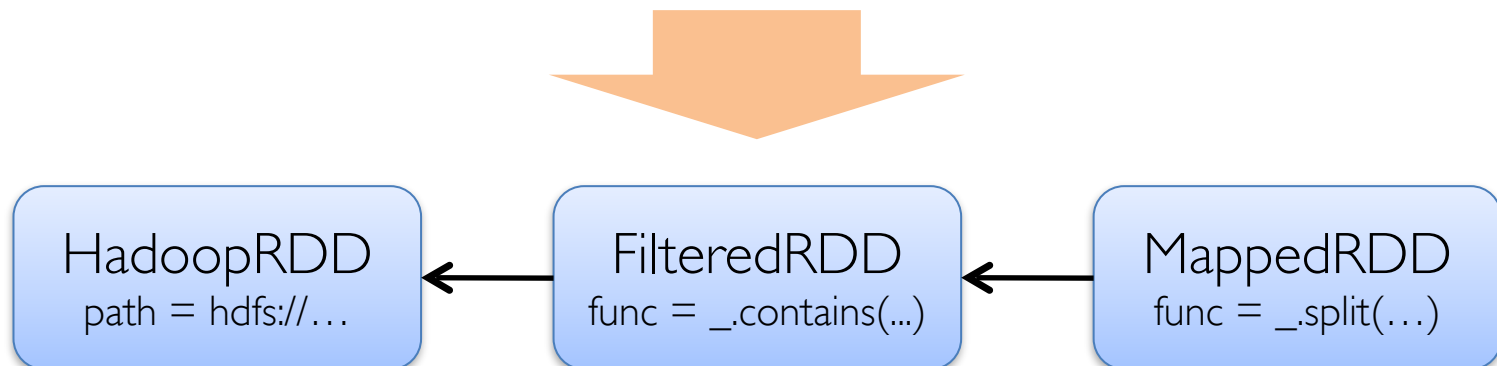 HadoopRDD
path = hdfs://…
FilteredRDD
func = _.contains(...)
MappedRDD
func = _.split(…)